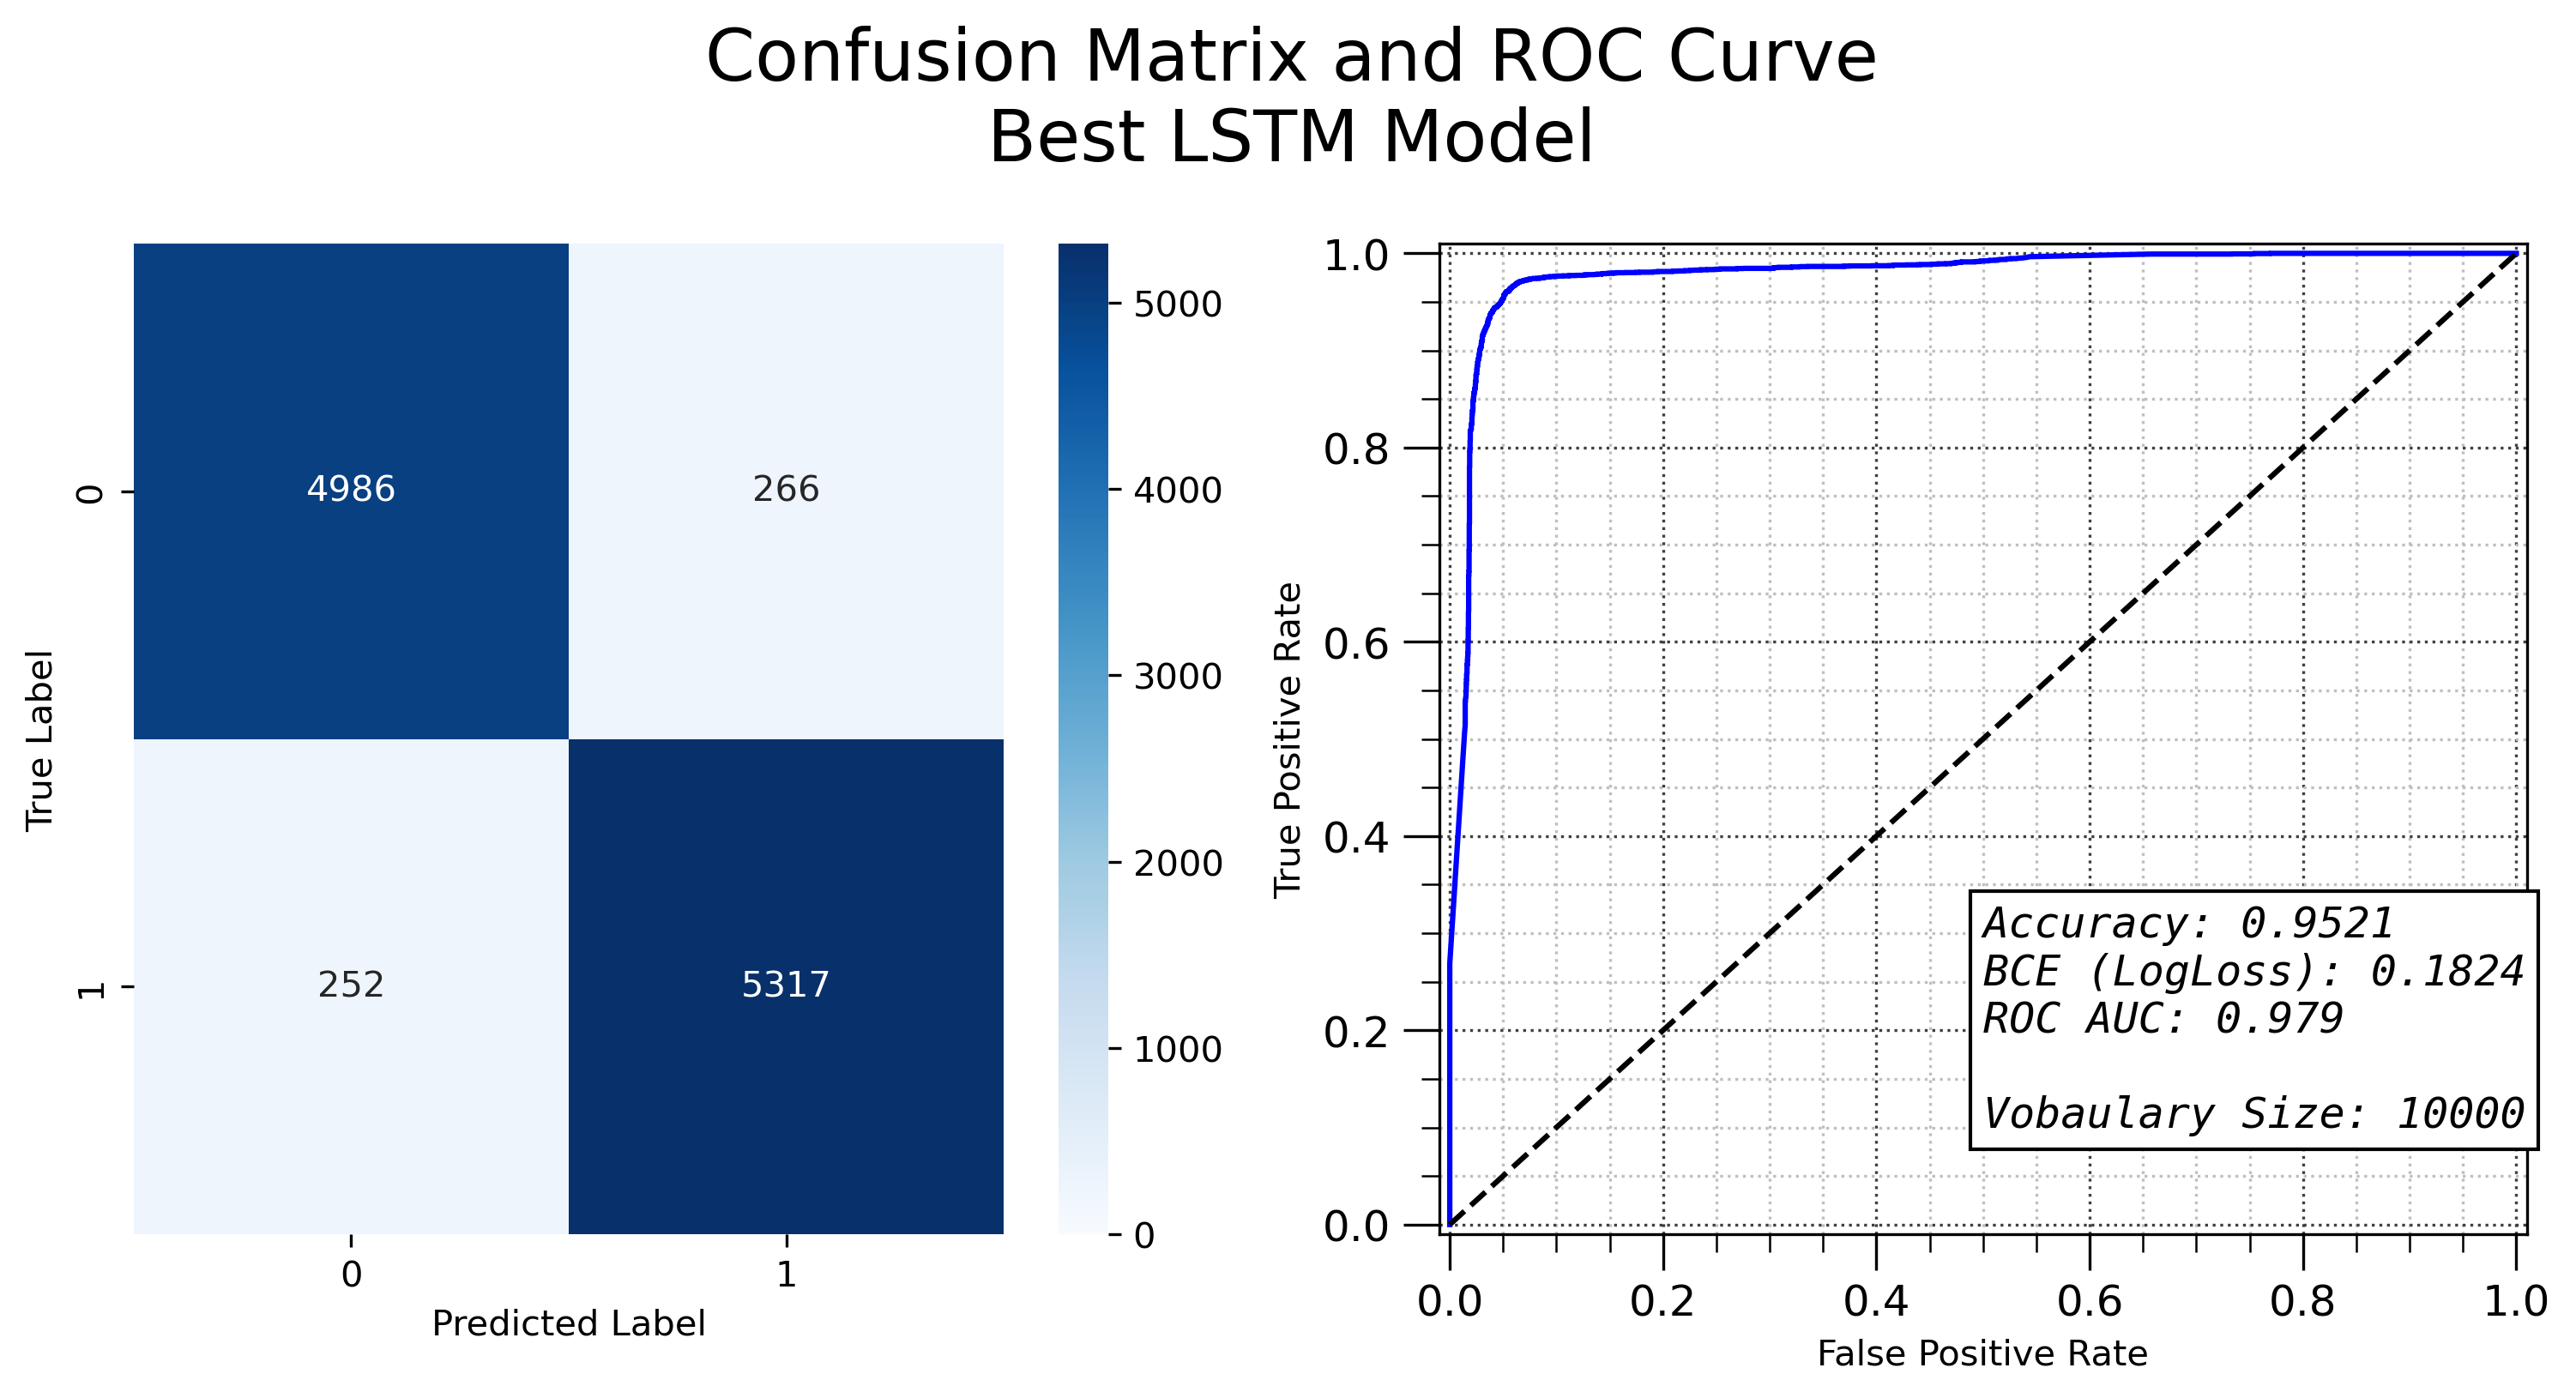 Confusion Matrix and ROC Curve
Best LSTM Model
True Label
0
1
4986
266
252
5317
0
1
Predicted Label
5000
4000
3000
2000
1000
0
True Positive Rate
1.0
0.8
0.6
0.4
0.2
0.0
Accuracy: 0.9521
BCE (LogLoss): 0.1824
ROC AUC: 0.979
Vobaulary Size: 10000
0.0 0.2 0.4 0.6 0.8 1.0
False Positive Rate